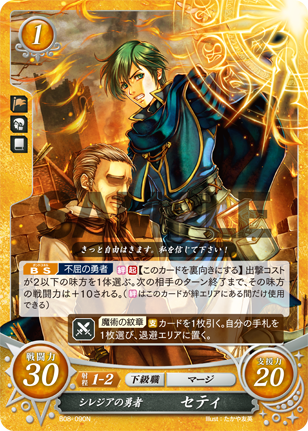 1
SAMPLE
きっと自由はきます。私を信じて下さい!
BS 不屈の勇者 絆 起 【このカードを裏向きにする】出撃コスト
が2以下の味方を1体選ぶ。次の相手のターン終了まで、その味方
の戦闘力は+10される。(絆はこのカードが絆エリアにある間だけ使用
できる)
魔術の紋章 支 カードを1枚引く。自分の手札を
1枚選び、退避エリアに置く。
戦闘力
30
射程 1-2 下級職 マージ
支援力
20
シレジアの勇者 セティ
B08-090N
Illust:たかや友英